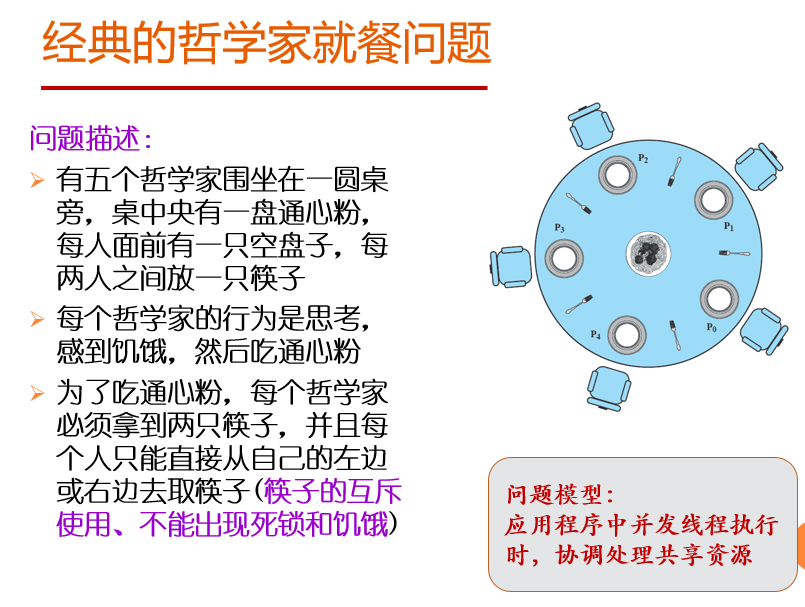 经典的哲学家就餐问题
问题描述：
有五个哲学家围坐在一圆桌
旁，桌中央有一盘通心粉，
每人面前有一只空盘子，每
两人之间放一只筷子
每个哲学家的行为是思考，
感到饥饿，然后吃通心粉
为了吃通心粉，每个哲学家
必须拿到两只筷子，并且每
个人只能直接从自己的左边
或右边去取筷子(筷子的互斥
使用、不能出现死锁和饥饿)
P2
P1
P3
P0
P4
问题模型：
应用程序中并发线程执行
时，协调处理共享资源